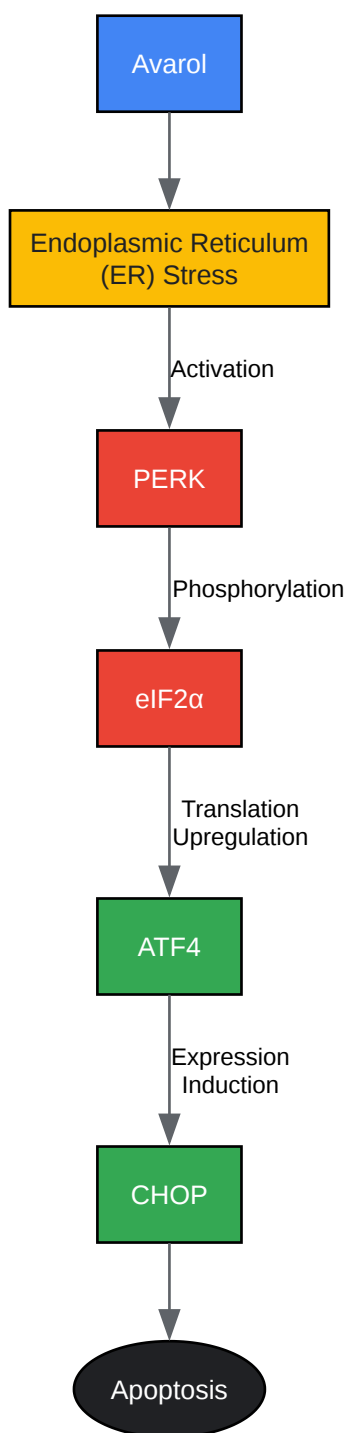 Avarol
Endoplasmic Reticulum
(ER) Stress
Activation
PERK
Phosphorylation
eIF2α
Translation
Upregulation
ATF4
Expression
Induction
CHOP
Apoptosis